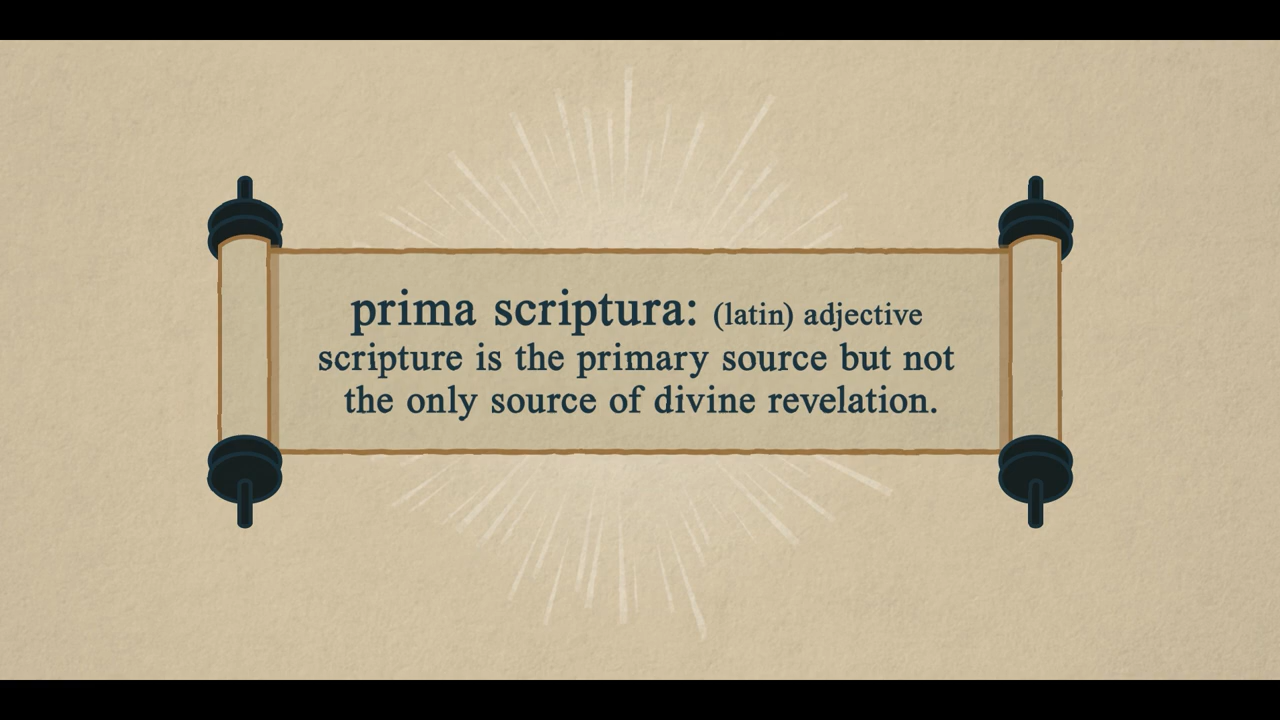 prima scriptura: (latin) adjective
scripture is the primary source but not
the only source of divine revelation.